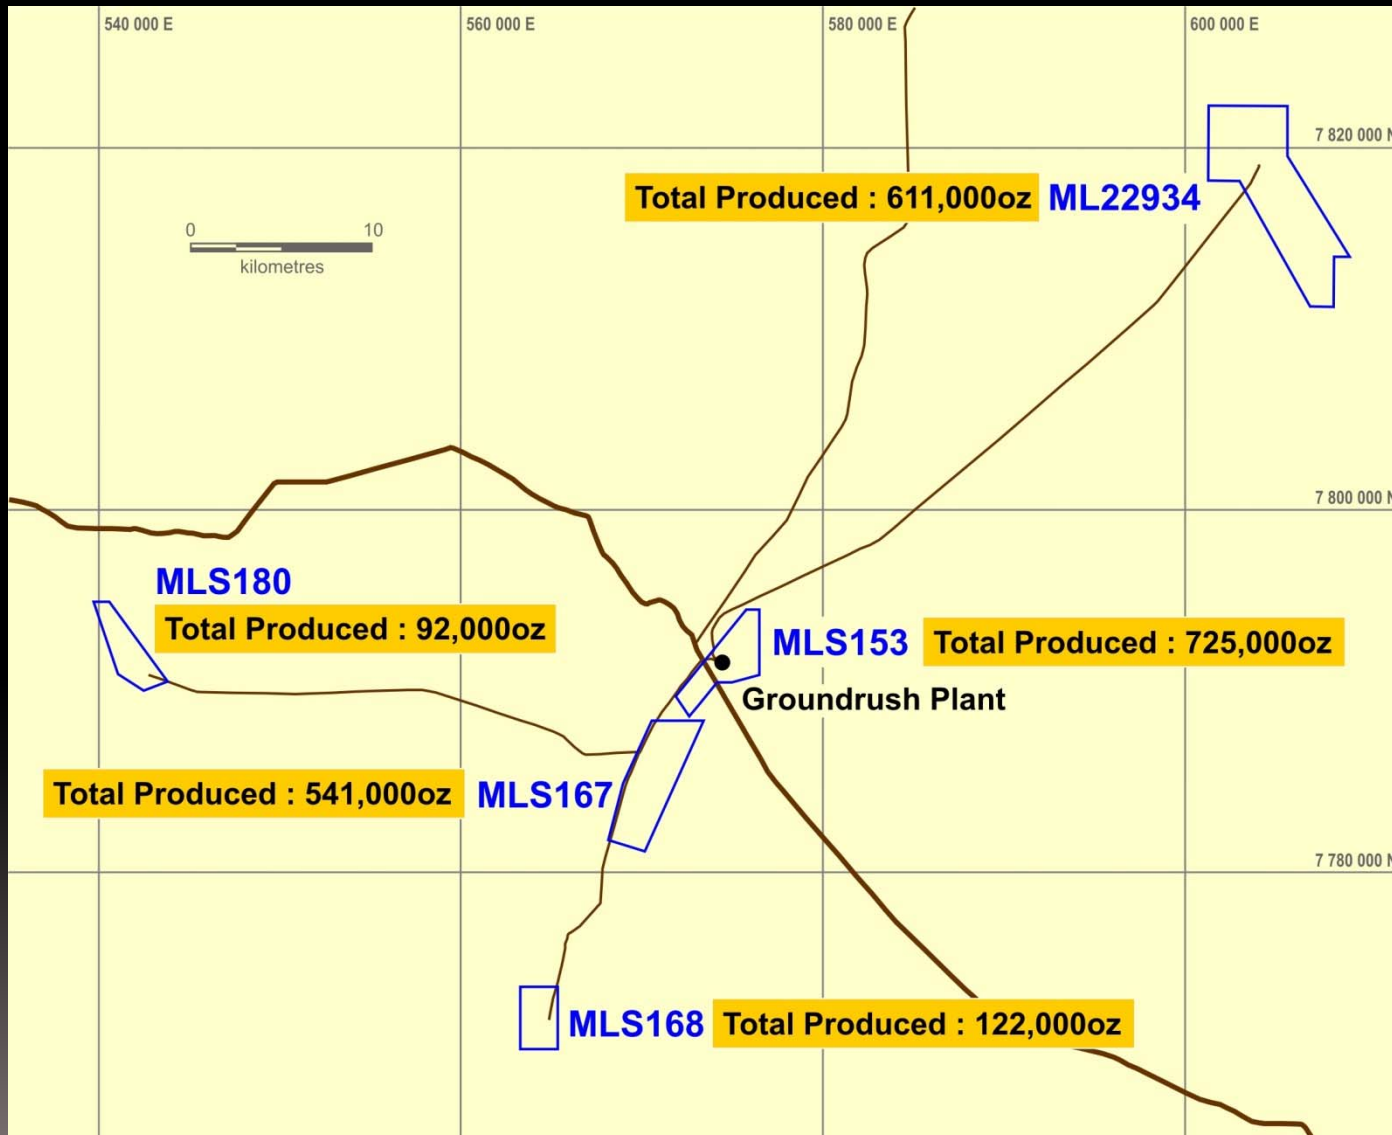 540 000 E
560 000 E
580 000 E
600 000 E
7 820 000 N
Total Produced : 611,000oz
ML22934
0
10
kilometres
7 800 000 N
MLS180
Total Produced : 92,000oz
MLS153
Total Produced : 725,000oz
Groundrush Plant
Total Produced : 541,000oz
MLS167
7 780 000 N
MLS168
Total Produced : 122,000oz